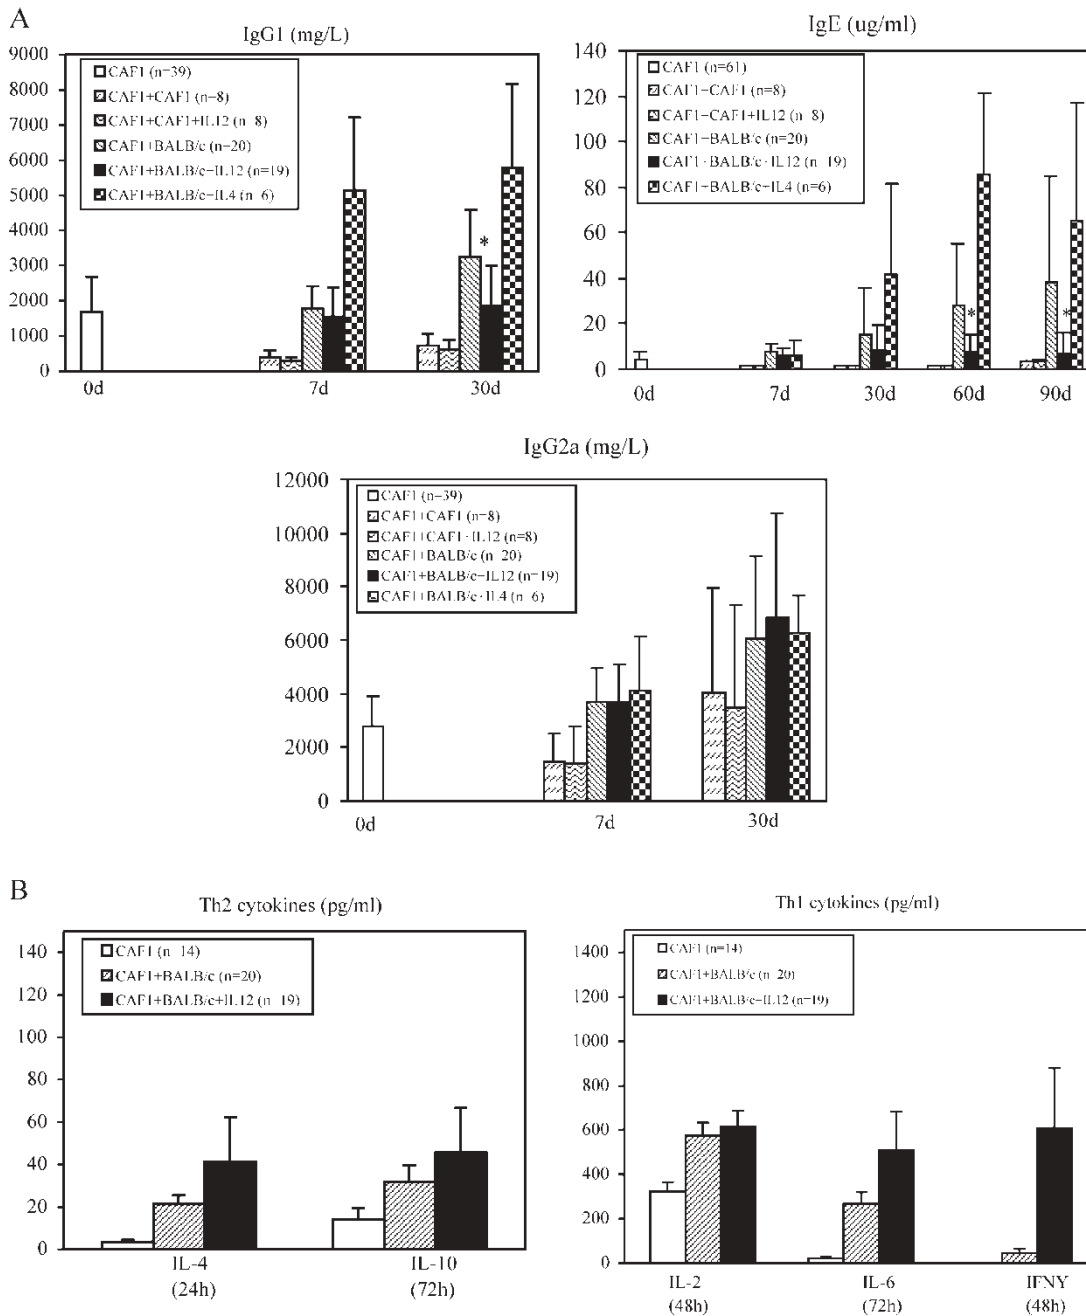 A
IgG1 (mg/L)
9000
8000
7000
6000
5000
4000
3000
2000
1000
0
CAF1 (n=39)
CAF1+CAF1 (n=8)
CAF1+CAF1+IL12 (n=8)
CAF1+BALB/c (n=20)
CAF1+BALB/c+IL12 (n=19)
CAF1+BALB/c+IL4 (n=6)
*
0d 7d 30d
IgE (ug/ml)
140
120
100
80
60
40
20
0
CAF1 (n=61)
CAF1+CAF1 (n=8)
CAF1+CAF1+IL12 (n=8)
CAF1+BALB/c (n=20)
CAF1+BALB/c+IL12 (n=19)
CAF1+BALB/c+IL4 (n=6)
* *
0d 7d 30d 60d 90d
IgG2a (mg/L)
12000
10000
8000
6000
4000
2000
0
CAF1 (n=39)
CAF1+CAF1 (n=8)
CAF1+CAF1+IL12 (n=8)
CAF1+BALB/c (n=20)
CAF1+BALB/c+IL12 (n=19)
CAF1+BALB/c+IL4 (n=6)
0d 7d 30d
B
Th2 cytokines (pg/ml)
140
120
100
80
60
40
20
0
CAF1 (n=14)
CAF1+BALB/c (n=20)
CAF1+BALB/c+IL12 (n=19)
IL-4 IL-10
(24h) (72h)
Th1 cytokines (pg/ml)
1400
1200
1000
800
600
400
200
0
CAF1 (n=14)
CAF1+BALB/c (n=20)
CAF1+BALB/c+IL12 (n=19)
IL-2 IL-6 IFNY
(48h) (72h) (48h)